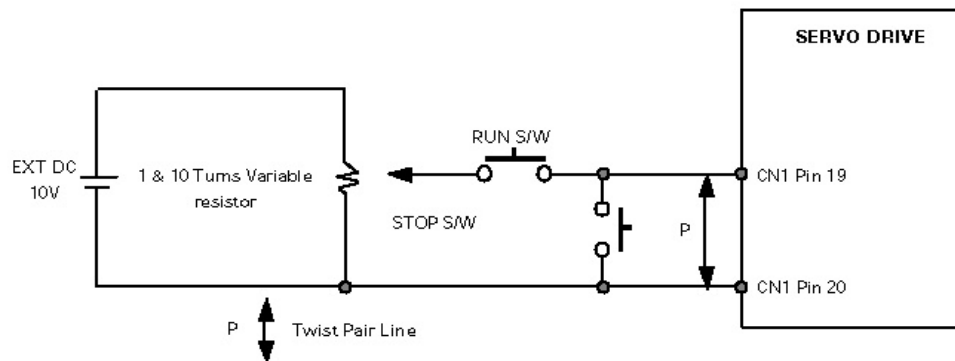 SERVO DRIVE
RUN S/W
EXT DC
10V
1 & 10 Turns Variable
resistor
CN1 Pin 19
STOP S/W
P
CN1 Pin 20
P
Twist Pair Line